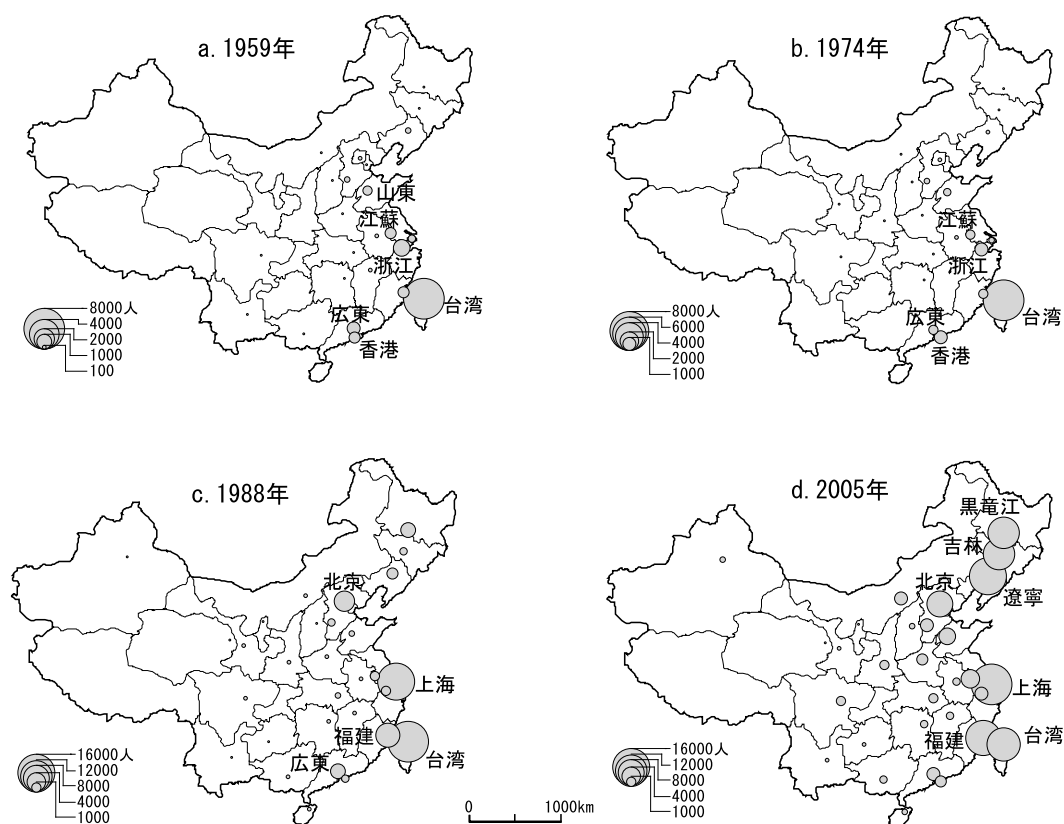 a. 1959年
山東
江蘇
浙江
広東
台湾
香港
8000人
4000
2000
1000
100
b. 1974年
江蘇
浙江
広東
台湾
香港
8000人
6000
4000
2000
1000
c. 1988年
北京
上海
福建
台湾
広東
16000人
12000
8000
4000
1000
0 1000km
d. 2005年
黒竜江
吉林
遼寧
北京
上海
台湾
福建
16000人
12000
8000
4000
1000